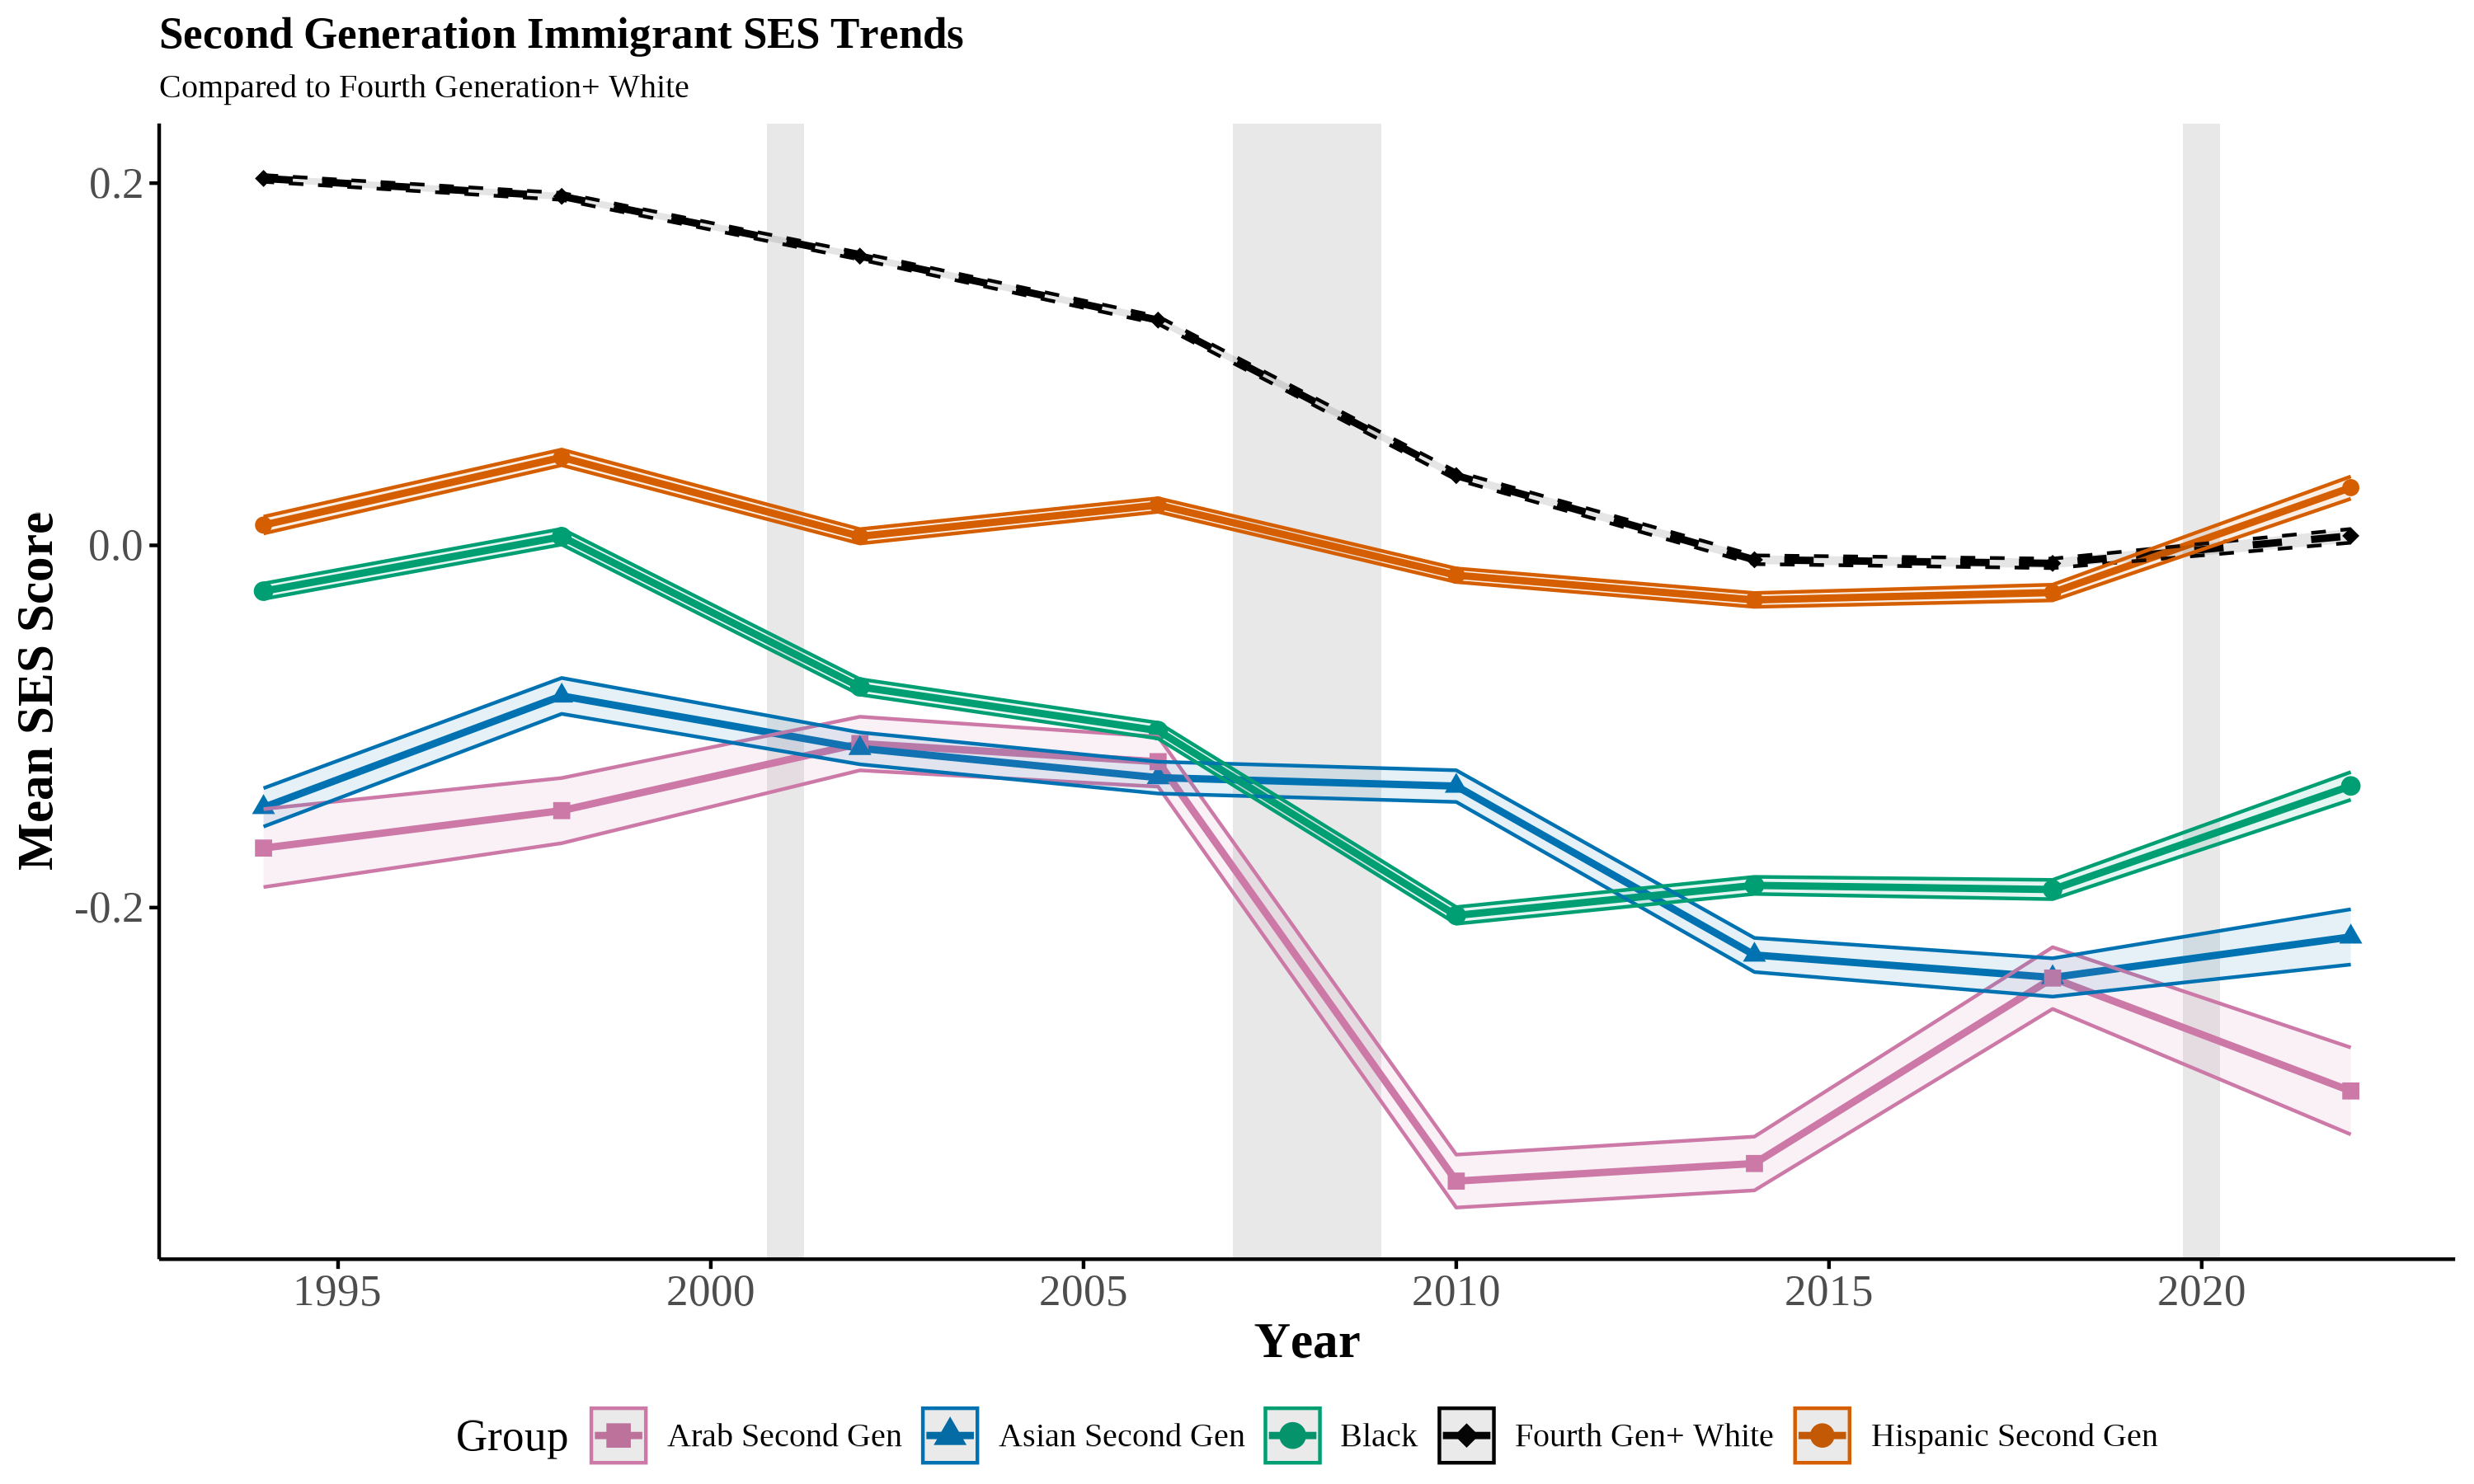 Second Generation Immigrant SES Trends
Compared to Fourth Generation+ White
Mean SES Score
0.2
0.0
-0.2
1995 2000 2005 2010 2015 2020
Year
Group Arab Second Gen Asian Second Gen Black Fourth Gen+ White Hispanic Second Gen